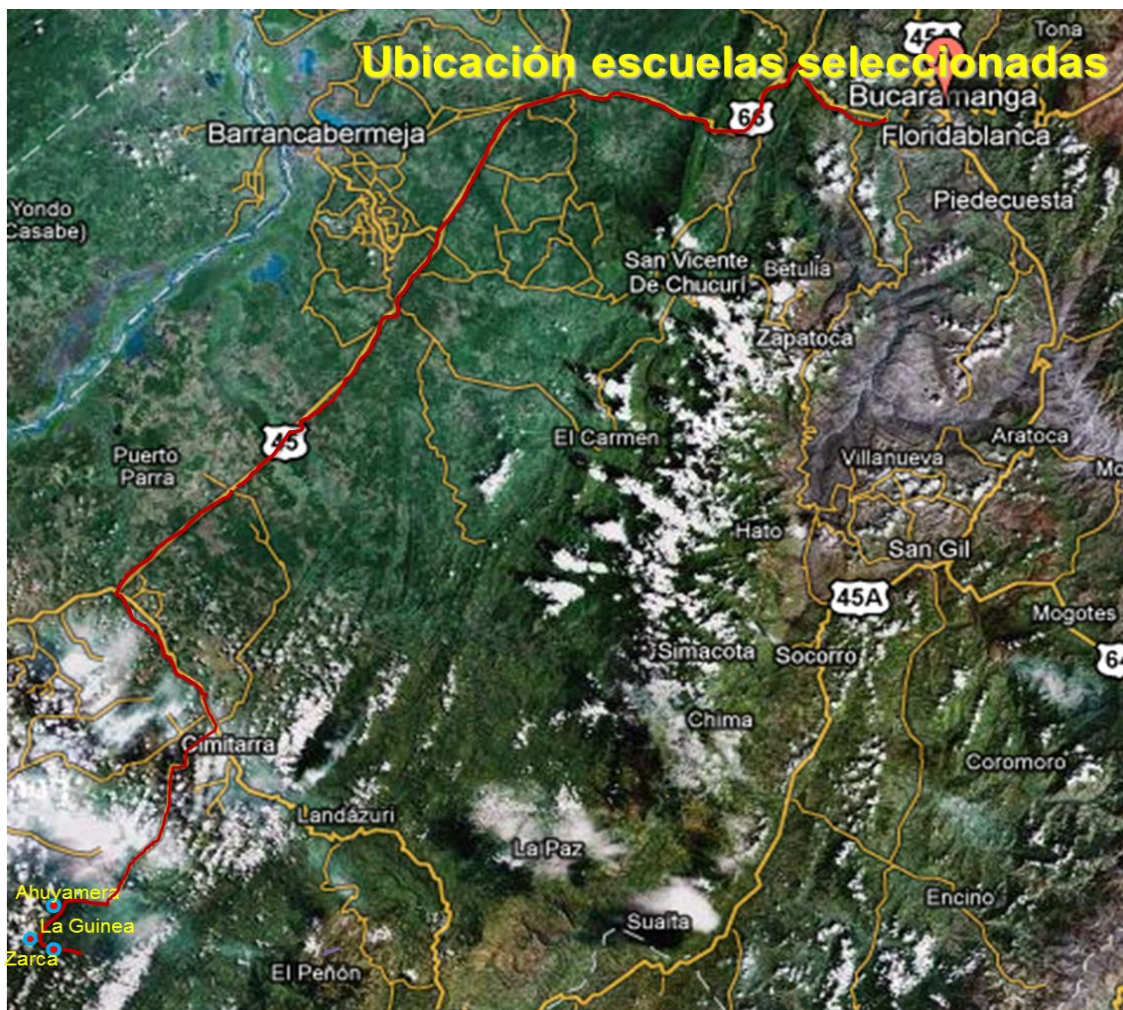 Ubicación escuelas seleccionadas
45A
Tona
Bucaramanga
66
Barrancabermeja
Floridablanca
Piedecuesta
Yondo
Casabe)
San Vicente
De Chucurí
Betulia
Zapatoca
45
El Carmen
Aratoca
Puerto
Parra
Villanueva
Mo
Hato
San Gil
45A
Mogotes
64
Simacota
Socorro
Chima
Cimitarra
Coromoro
Landázuri
La Paz
Ahuyamera
Encino
La Guinea
Suaita
Zarca
El Peñón